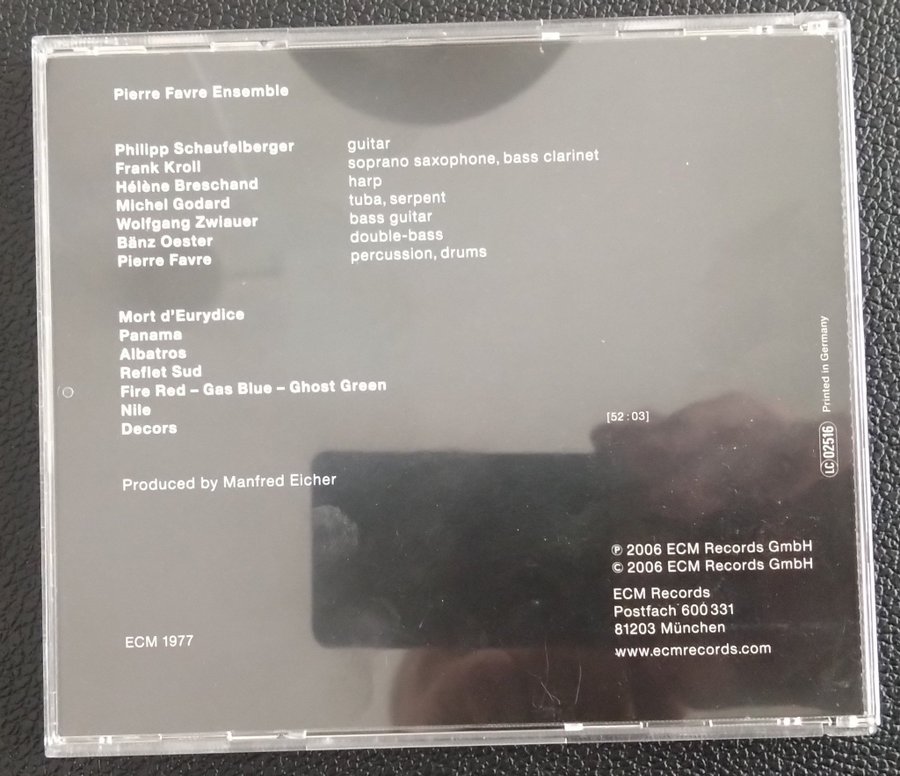 Pierre Favre Ensemble
Philipp Schaufelberger guitar
Frank Kroll soprano saxophone, bass clarinet
Hélène Breschand harp
Michel Godard tuba, serpent
Wolfgang Zwiauer bass guitar
Bänz Oester double-bass
Pierre Favre percussion, drums
Mort d'Eurydice
Panama
Albatros
Reflet Sud
Fire Red – Gas Blue – Ghost Green
Nile
Decors
[52:03]
Produced by Manfred Eicher
ECM 1977
℗ 2006 ECM Records GmbH
© 2006 ECM Records GmbH
ECM Records
Postfach 600 331
81203 München
www.ecmrecords.com
LC 02516 Printed in Germany